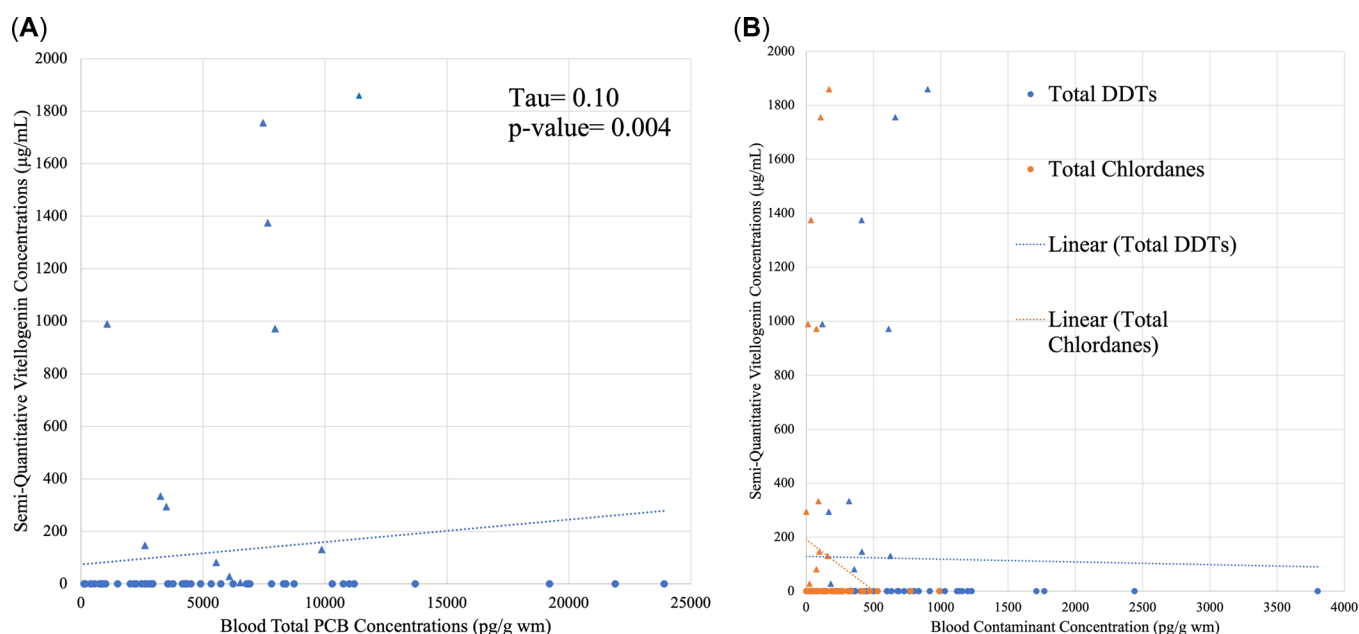 (A)
Semi-Quantitative Vitellogenin Concentrations (µg/mL)
2000
1800
1600
1400
1200
1000
800
600
400
200
0
Tau= 0.10
p-value= 0.004
0 5000 10000 15000 20000 25000
Blood Total PCB Concentrations (pg/g wm)
(B)
Semi-Quantitative Vitellogenin Concentrations (µg/mL)
2000
1800
1600
1400
1200
1000
800
600
400
200
0
Total DDTs
Total Chlordanes
Linear (Total DDTs)
Linear (Total
Chlordanes)
0 500 1000 1500 2000 2500 3000 3500 4000
Blood Contaminant Concentration (pg/g wm)